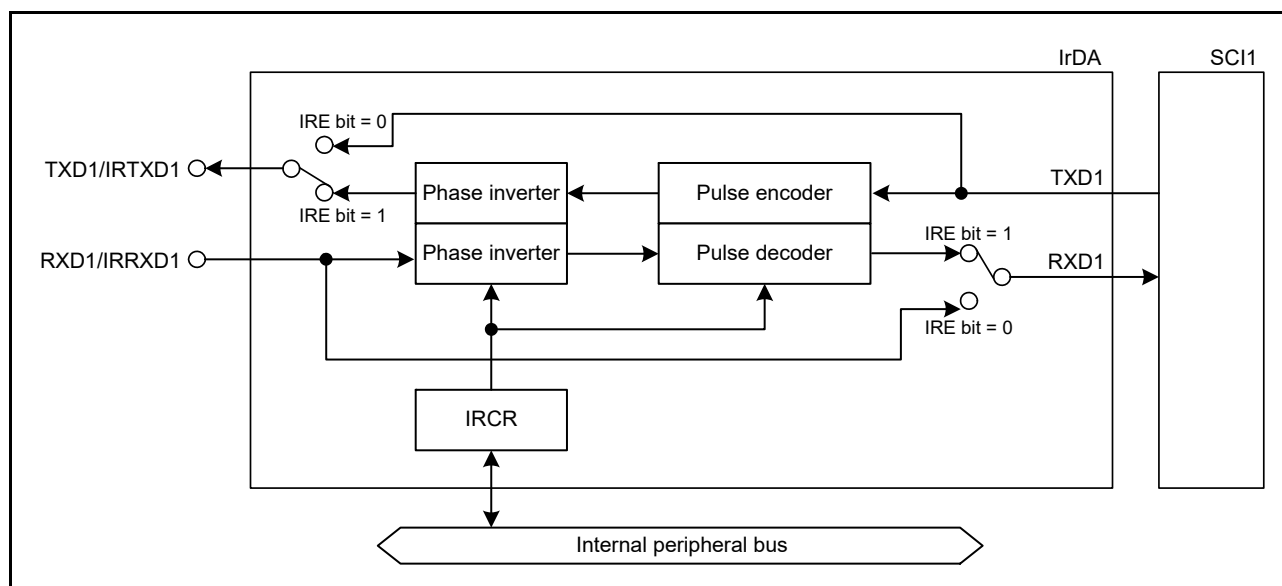 IrDA
SCI1
IRE bit = 0
TXD1/IRTXD1
Phase inverter
Pulse encoder
TXD1
IRE bit = 1
RXD1/IRRXD1
Phase inverter
Pulse decoder
IRE bit = 1
RXD1
IRE bit = 0
IRCR
Internal peripheral bus